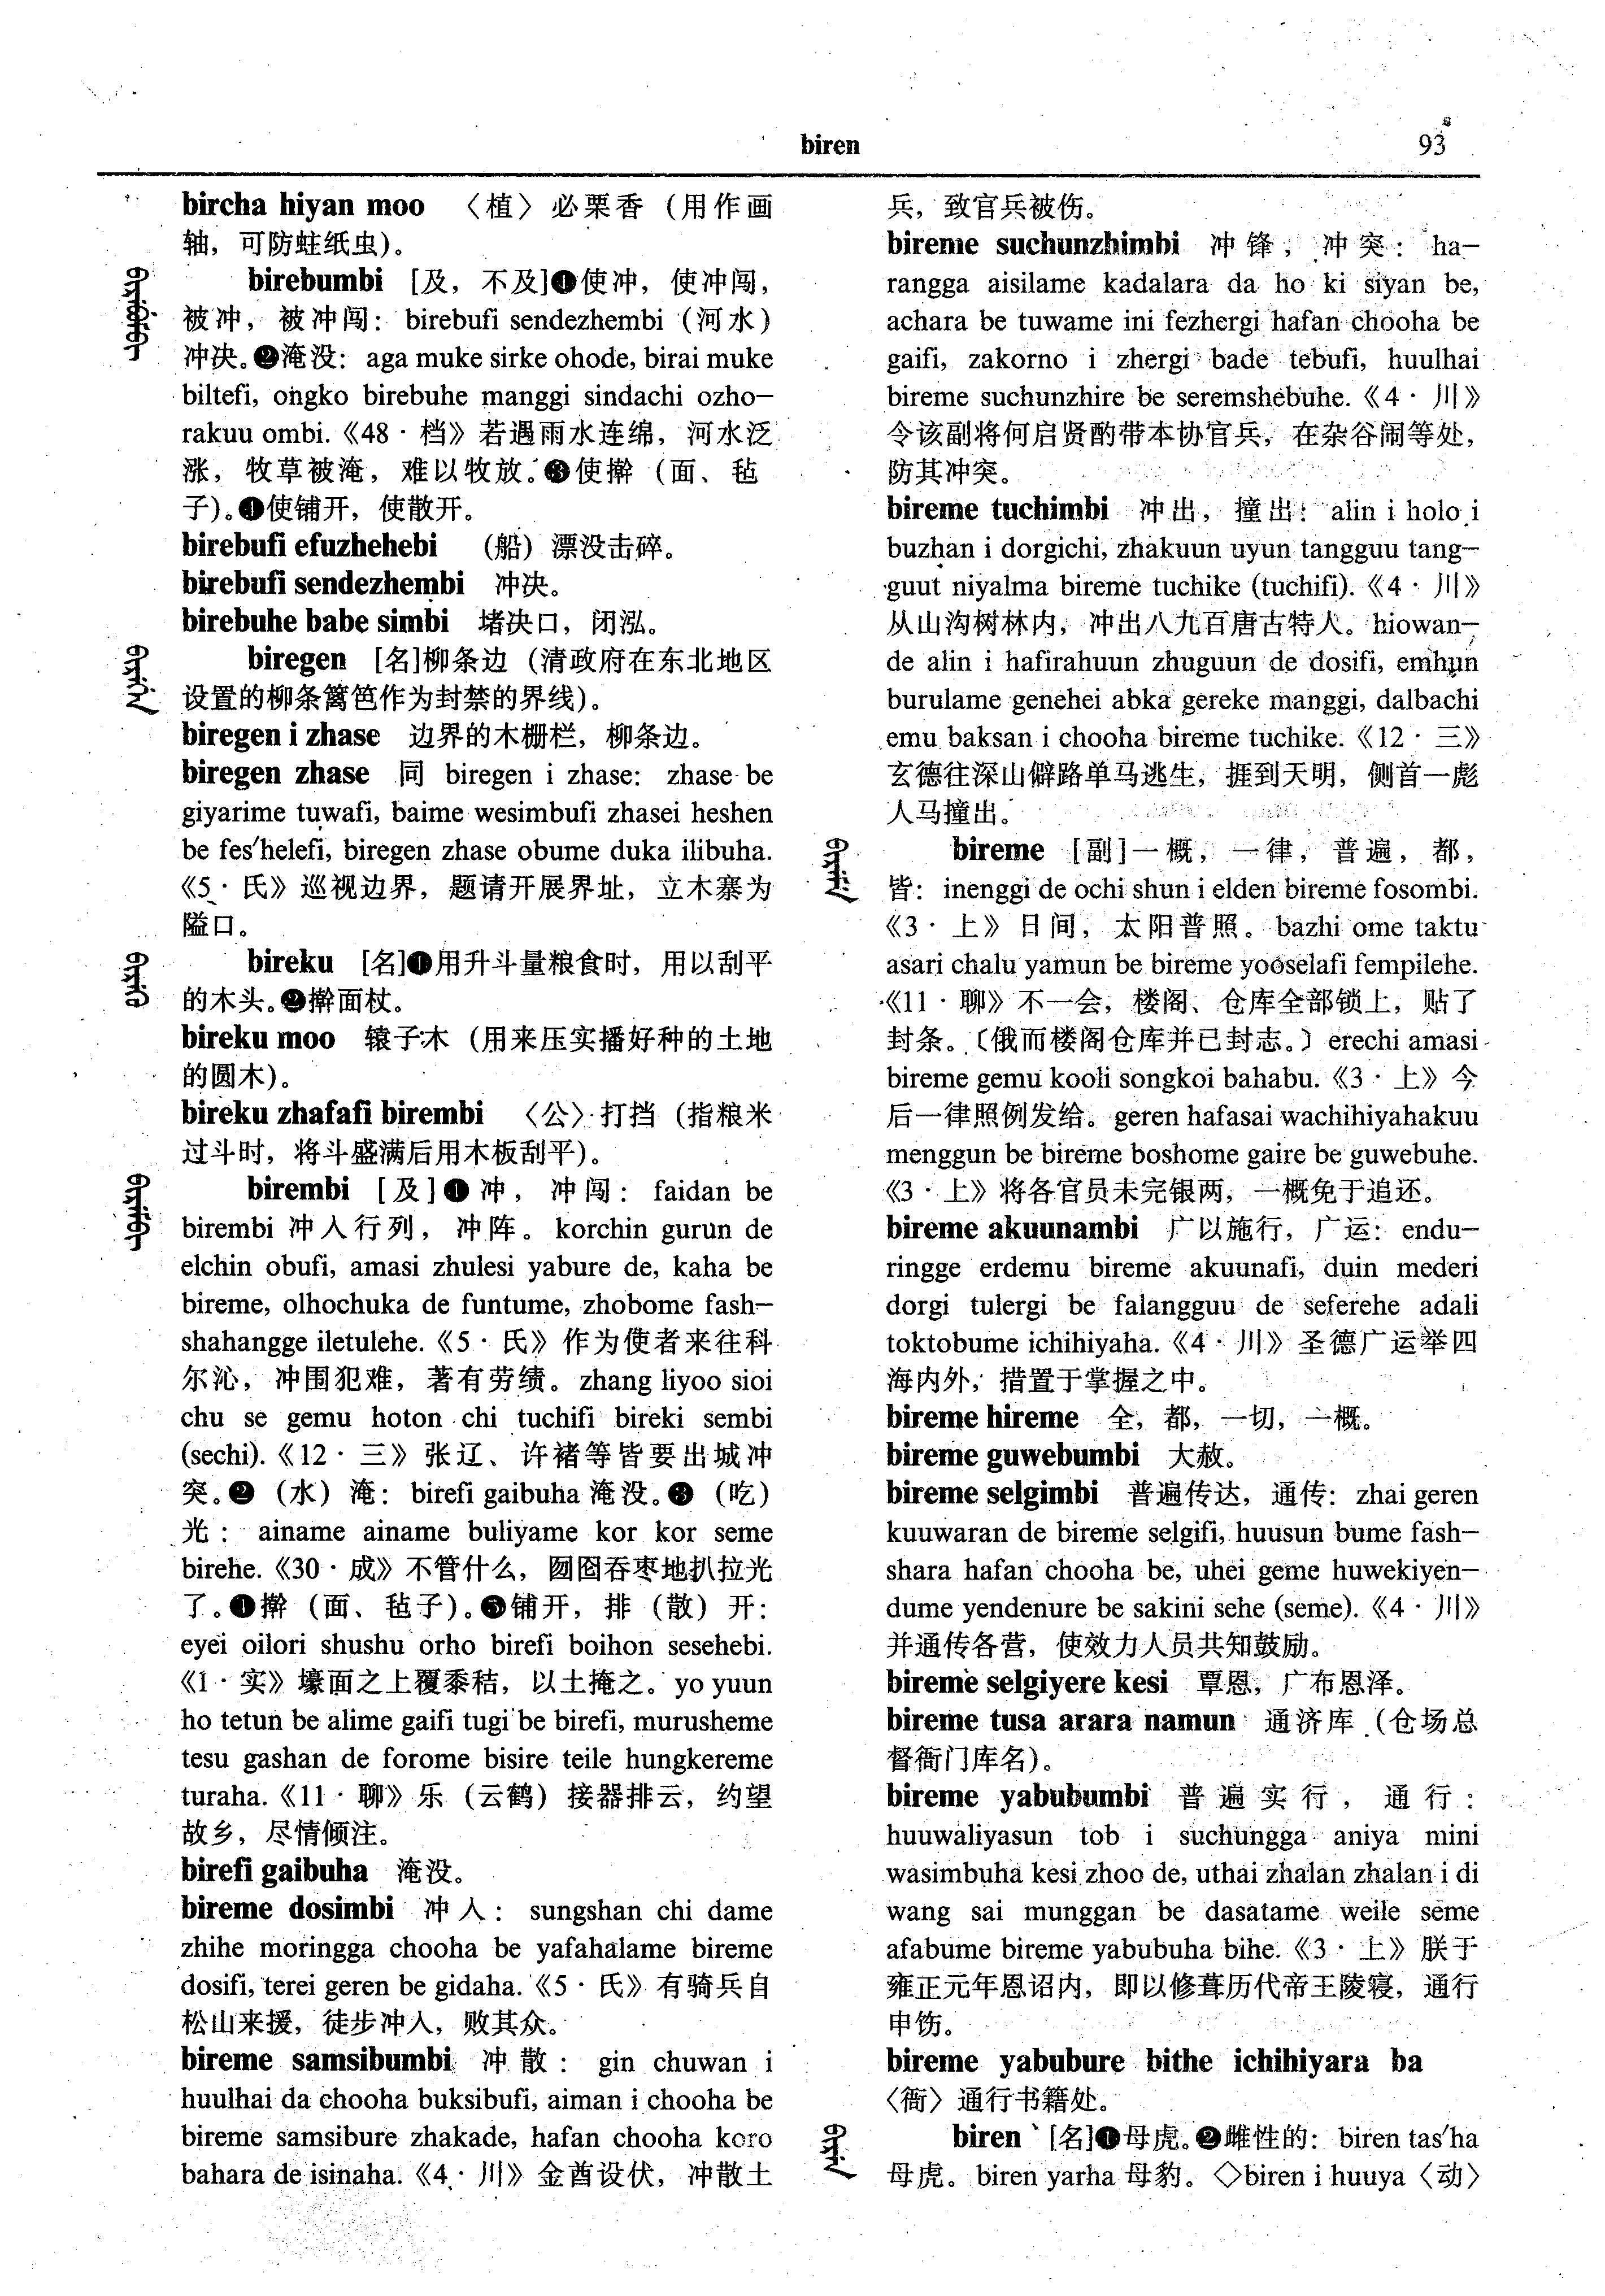 biren
93
bircha hiyan moo 〈植〉必栗香（用作画
轴，可防蛀纸虫）。
birebumbi [及，不及]❶使冲，使冲闯，
被冲，被冲闯：birebufi sendezhembi（河水）
冲决。❷淹没：aga muke sirke ohode, birai muke
biltefi, ongko birebuhe manggi sindachi ozho-
rakuu ombi.《48·档》若遇雨水连绵，河水泛
涨，牧草被淹，难以牧放。❸使擀（面、毡
子）。❹使铺开，使散开。
birebufi efuzhehebi （船）漂没击碎。
birebufi sendezhembi 冲决。
birebuhe babe simbi 堵决口，闭泓。
biregen [名]柳条边（清政府在东北地区
设置的柳条篱笆作为封禁的界线）。
biregen i zhase 边界的木栅栏，柳条边。
biregen zhase 同 biregen i zhase: zhase be
giyarime tuwafi, baime wesimbufi zhasei heshen
be fes'helefi, biregen zhase obume duka ilibuha.
《5·氏》巡视边界，题请开展界址，立木寨为
隘口。
bireku [名]❶用升斗量粮食时，用以刮平
的木头。❷擀面杖。
bireku moo 辕子木（用来压实播好种的土地
的圆木）。
bireku zhafafi birembi 〈公〉打挡（指粮米
过斗时，将斗盛满后用木板刮平）。
birembi [及]❶冲，冲闯：faidan be
birembi 冲人行列，冲阵。korchin gurun de
elchin obufi, amasi zhulesi yabure de, kaha be
bireme, olhochuka de funtume, zhobome fash-
shahangge iletulehe.《5·氏》作为使者来往科
尔沁，冲围犯难，著有劳绩。zhang liyoo sioi
chu se gemu hoton chi tuchifi bireki sembi
(sechi).《12·三》张辽、许褚等皆要出城冲
突。❷（水）淹：birefi gaibuha 淹没。❸（吃）
光：ainame ainame buliyame kor kor seme
birehe.《30·成》不管什么，囫囵吞枣地扒拉光
了。❹擀（面、毡子）。❺铺开，排（散）开：
eyei oilori shushu orho birefi boihon sesehebi.
《1·实》壕面之上覆黍秸，以土掩之。yo yuun
ho tetun be alime gaifi tugi be birefi, murusheme
tesu gashan de forome bisire teile hungkereme
turaha.《11·聊》乐（云鹤）接器排云，约望
故乡，尽情倾注。
birefi gaibuha 淹没。
bireme dosimbi 冲人：sungshan chi dame
zhihe moringga chooha be yafahalame bireme
dosifi, terei geren be gidaha.《5·氏》有骑兵自
松山来援，徒步冲人，败其众。
bireme samsibumbi 冲散：gin chuwan i
huulhai da chooha buksibufi, aiman i chooha be
bireme samsibure zhakade, hafan chooha koro
bahara de isinaha.《4·川》金酋设伏，冲散土
兵，致官兵被伤。
bireme suchunzhimbi 冲锋，冲突：ha-
rangga aisilame kadalara da ho ki siyan be,
achara be tuwame ini fezhergi hafan chooha be
gaifi, zakorno i zhergi bade tebufi, huulhai
bireme suchunzhire be seremshebuhe.《4·川》
令该副将何启贤酌带本协官兵，在杂谷闹等处，
防其冲突。
bireme tuchimbi 冲出，撞出：alin i holo i
buzhan i dorgichi, zhakuun uyun tangguu tang-
guut niyalma bireme tuchike (tuchifi).《4·川》
从山沟树林内，冲出八九百唐古特人。hiowan-
de alin i hafirahuun zhuguun de dosifi, emhun
burulame genehei abka gereke manggi, dalbachi
emu baksan i chooha bireme tuchike.《12·三》
玄德往深山僻路单马逃生，捱到天明，侧首一彪
人马撞出。
bireme [副]一概，一律，普遍，都，
皆：inenggi de ochi shun i elden bireme fosombi.
《3·上》日间，太阳普照。bazhi ome taktu
asari chalu yamun be bireme yooselafi fempilehe.
《11·聊》不一会，楼阁、仓库全部锁上，贴了
封条。〔俄而楼阁仓库并已封志。〕erechi amasi
bireme gemu kooli songkoi bahabu.《3·上》今
后一律照例发给。geren hafasai wachihiyahakuu
menggun be bireme boshome gaire be guwebuhe.
《3·上》将各官员未完银两，一概免于追还。
bireme akuunambi 广以施行，广运：endu-
ringge erdemu bireme akuunafi, duin mederi
dorgi tulergi be falangguu de seferehe adali
toktobume ichihiyaha.《4·川》圣德广运举四
海内外，措置于掌握之中。
bireme hireme 全，都，一切，一概。
bireme guwebumbi 大赦。
bireme selgimbi 普遍传达，通传：zhai geren
kuuwaran de bireme selgifi, huusun bume fash-
shara hafan chooha be, uhei geme huwekiyen-
dume yendenure be sakini sehe (seme).《4·川》
并通传各营，使效力人员共知鼓励。
bireme selgiyere kesi 覃恩，广布恩泽。
bireme tusa arara namun 通济库（仓场总
督衙门库名）。
bireme yabubumbi 普遍实行，通行：
huuwaliyasun tob i suchungga aniya mini
wasimbuha kesi zhoo de, uthai zhalan zhalan i di
wang sai munggan be dasatame weile seme
afabume bireme yabubuha bihe.《3·上》朕于
雍正元年恩诏内，即以修葺历代帝王陵寝，通行
申饬。
bireme yabubure bithe ichihiyara ba
〈衙〉通行书籍处。
biren [名]❶母虎。❷雌性的：biren tas'ha
母虎。biren yarha 母豹。◇biren i huuya〈动〉